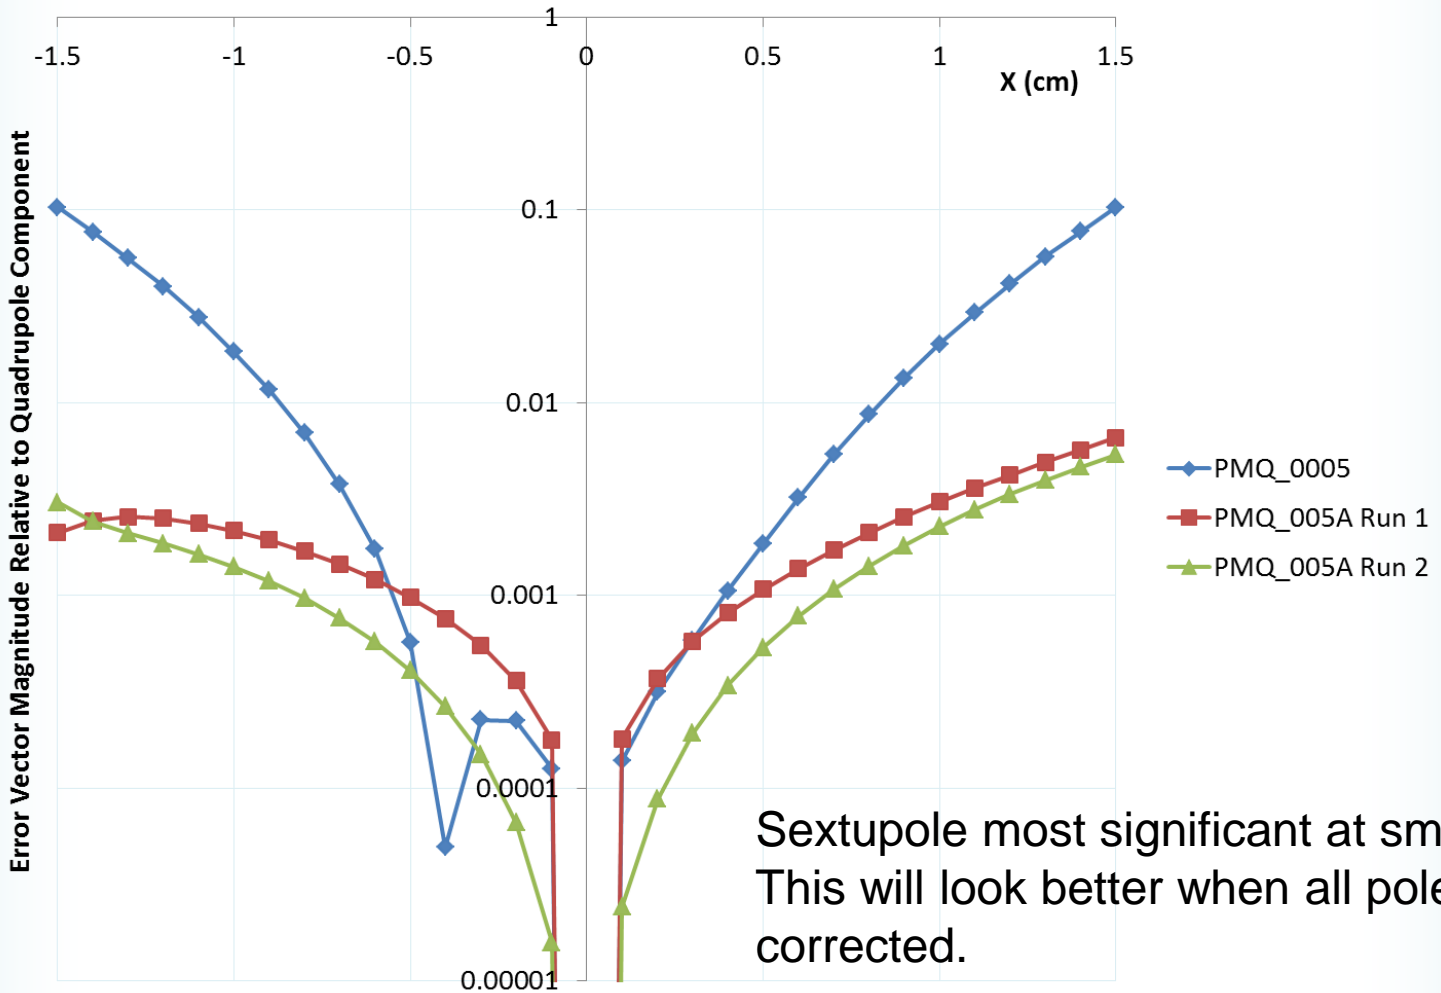 1
-1.5 -1 -0.5 0 0.5 1 1.5
X (cm)
Error Vector Magnitude Relative to Quadrupole Component
0.1
0.01
0.001
0.0001
0.00001
PMQ_0005
PMQ_005A Run 1
PMQ_005A Run 2
Sextupole most significant at sm
This will look better when all pole
corrected.